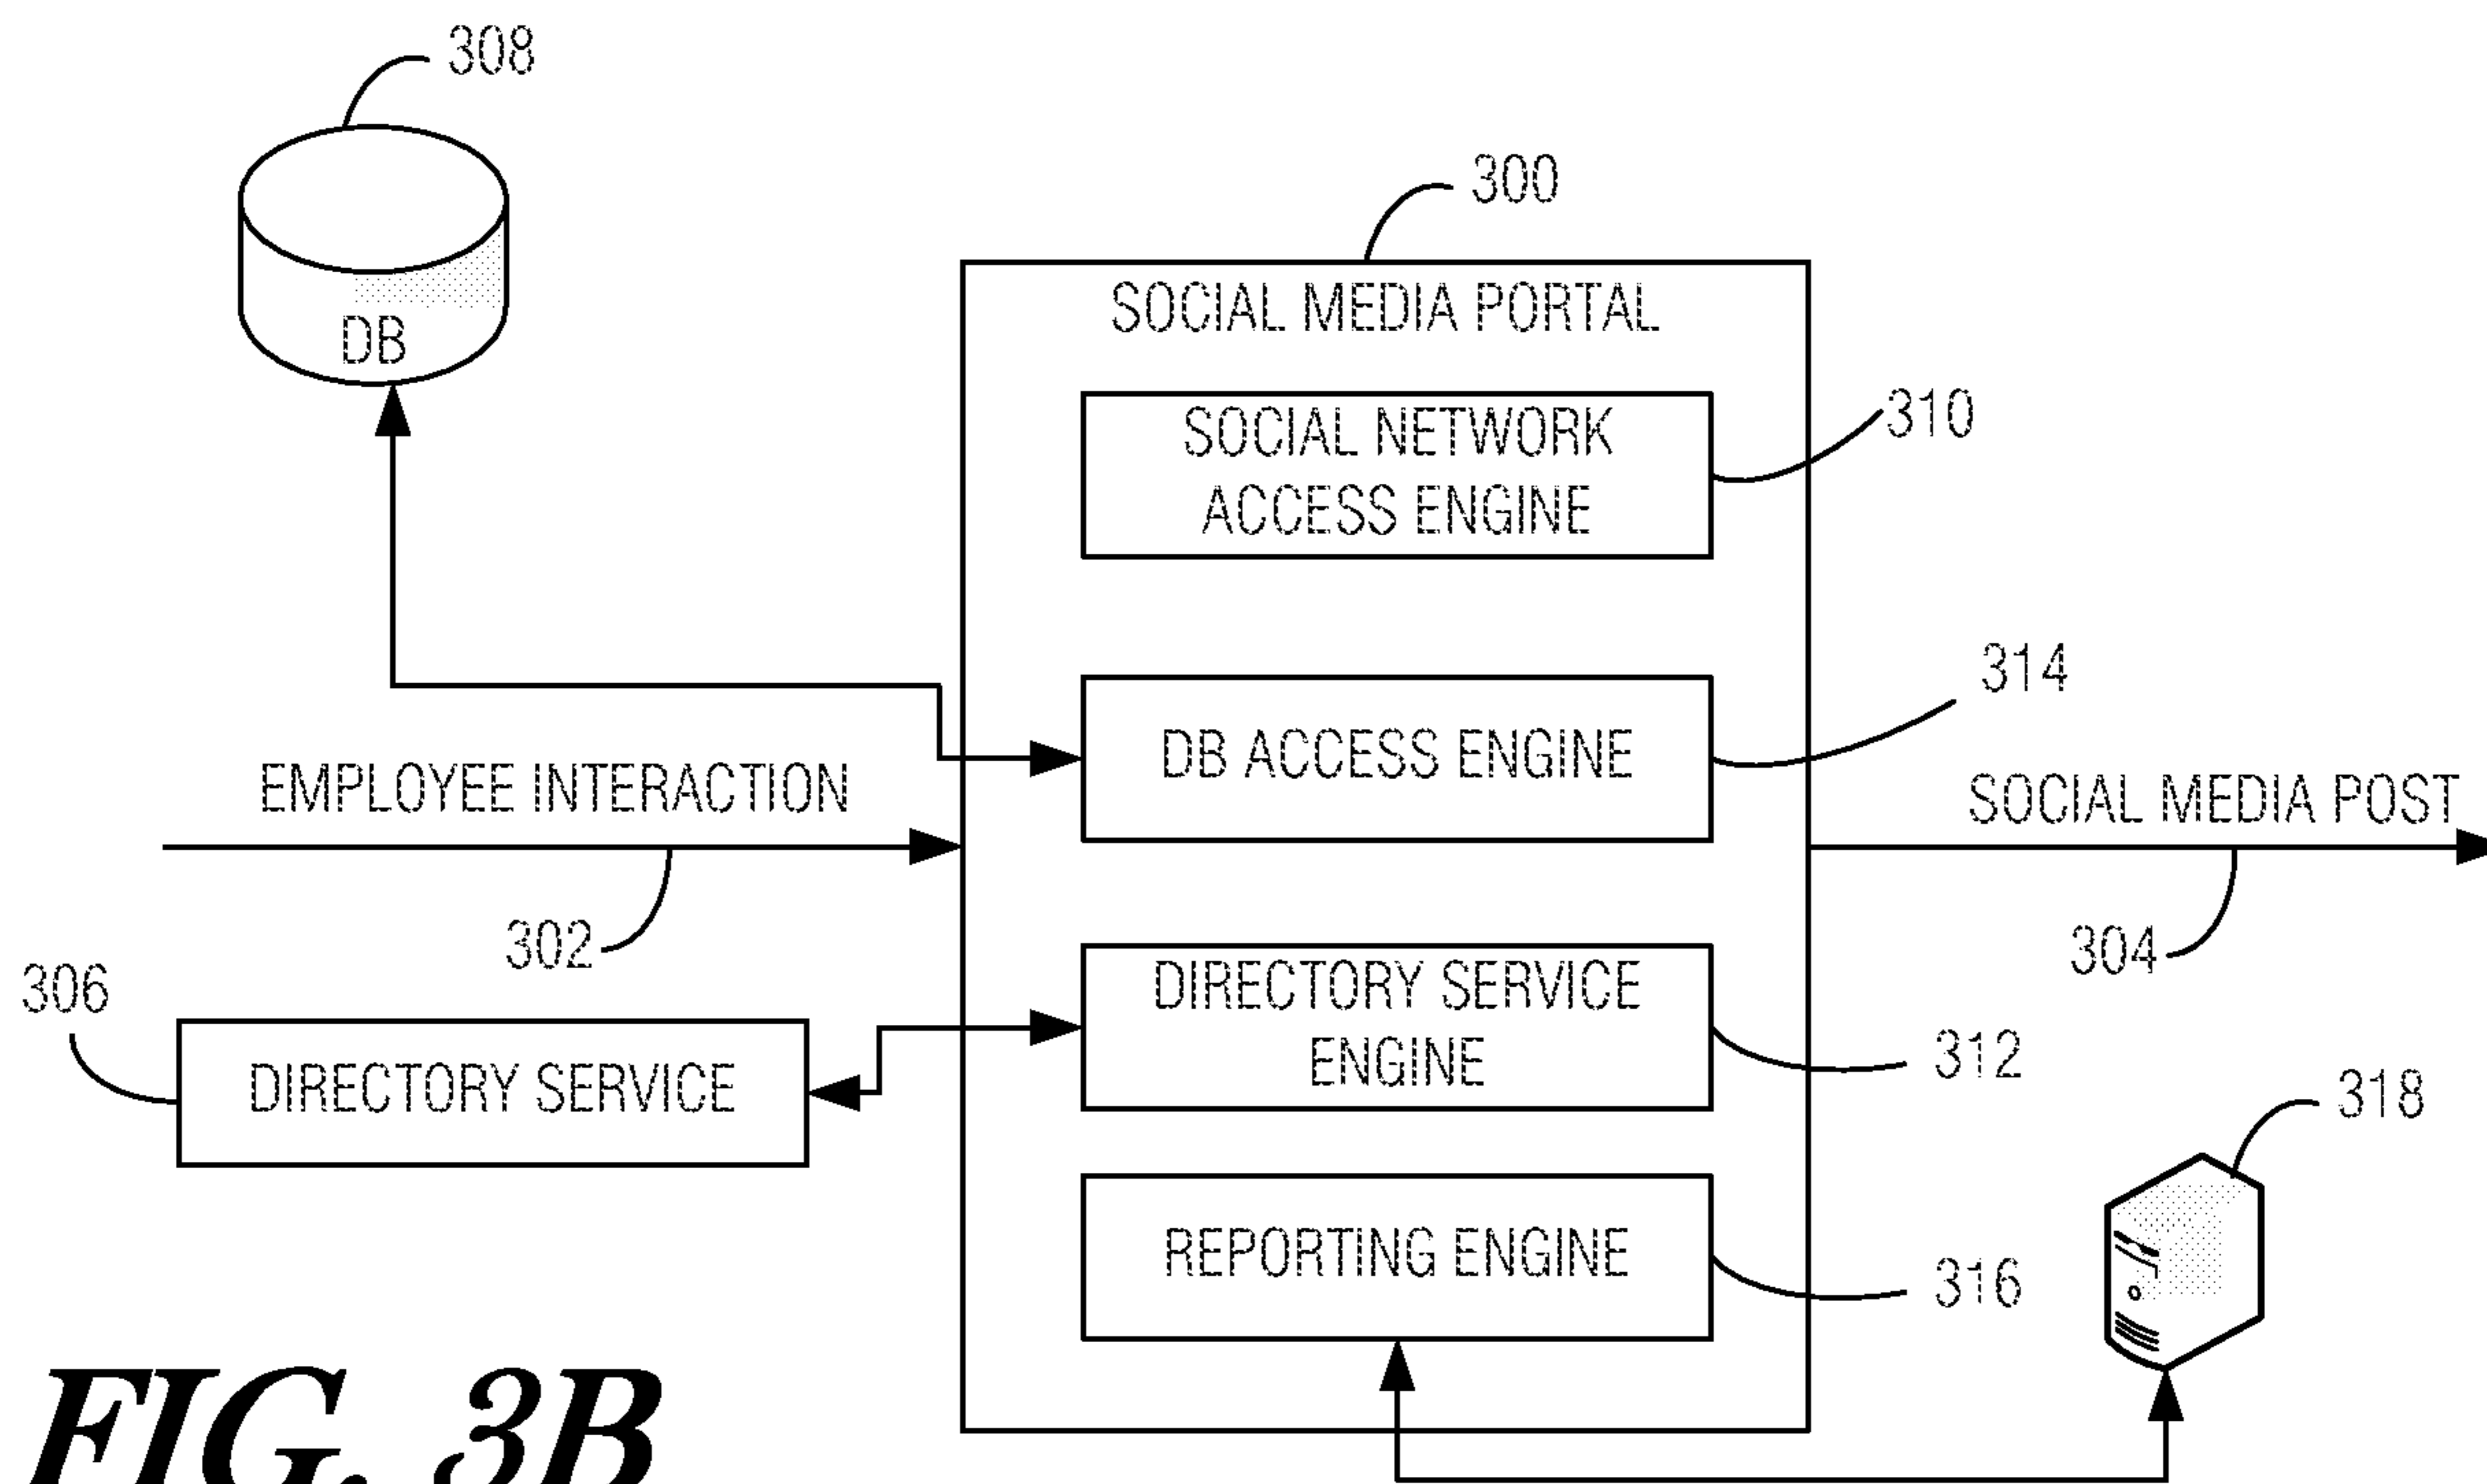 308
300
SOCIAL MEDIA PORTAL
DB
310
SOCIAL NETWORK
ACCESS ENGINE
314
DB ACCESS ENGINE
EMPLOYEE INTERACTION
SOCIAL MEDIA POST
302
304
306
DIRECTORY SERVICE
ENGINE
312
DIRECTORY SERVICE
318
REPORTING ENGINE
316
FIG. 3B